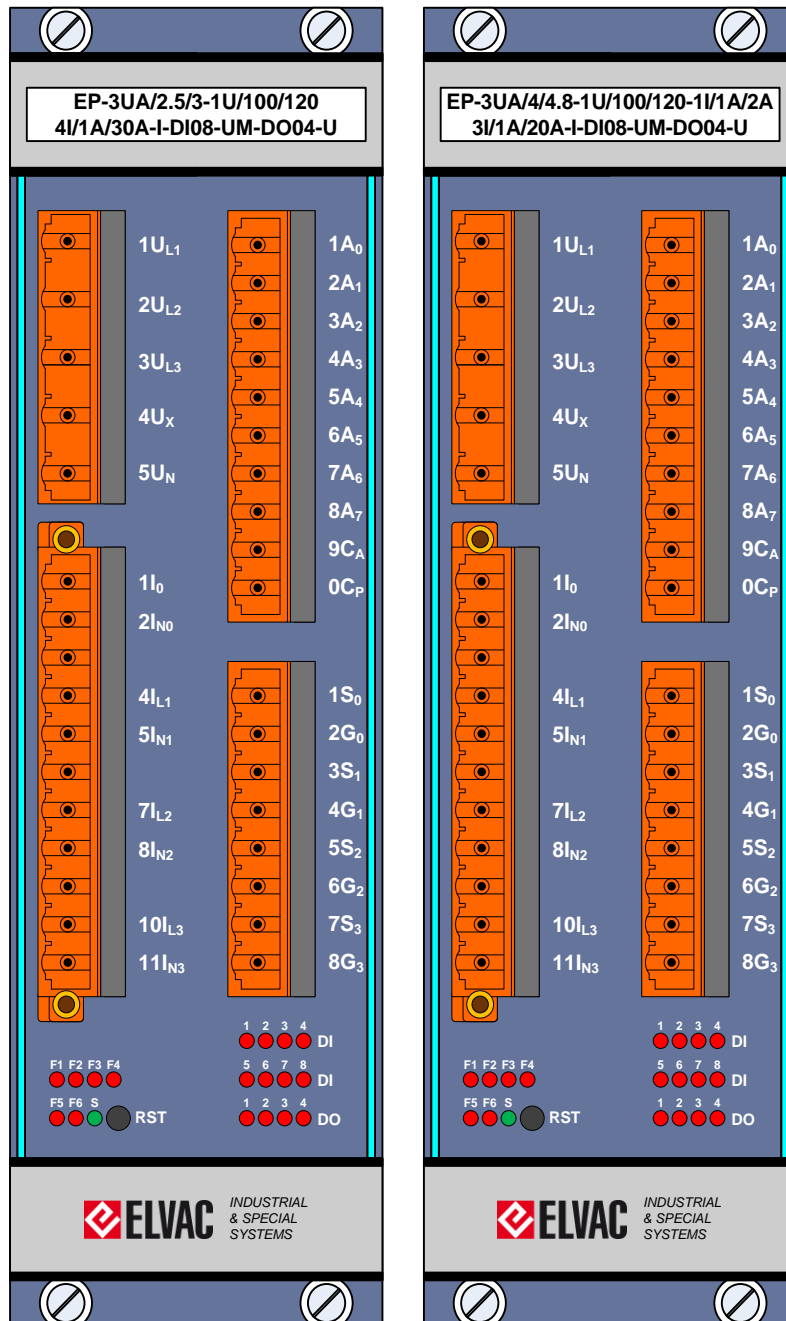 EP-3UA/2.5/3-1U/100/120
4I/1A/30A-I-DI08-UM-DO04-U
1UL1
2UL2
3UL3
4UX
5UN
1A0
2A1
3A2
4A3
5A4
6A5
7A6
8A7
9CA
0CP
1I0
2IN0
4IL1
5IN1
7IL2
8IN2
10IL3
11IN3
1S0
2G0
3S1
4G1
5S2
6G2
7S3
8G3
1 2 3 4 DI
F1 F2 F3 F4
5 6 7 8 DI
F5 F6 S RST
1 2 3 4 DO
ELVAC INDUSTRIAL
& SPECIAL
SYSTEMS
EP-3UA/4/4.8-1U/100/120-1I/1A/2A
3I/1A/20A-I-DI08-UM-DO04-U
1UL1
2UL2
3UL3
4UX
5UN
1A0
2A1
3A2
4A3
5A4
6A5
7A6
8A7
9CA
0CP
1I0
2IN0
4IL1
5IN1
7IL2
8IN2
10IL3
11IN3
1S0
2G0
3S1
4G1
5S2
6G2
7S3
8G3
1 2 3 4 DI
F1 F2 F3 F4
5 6 7 8 DI
F5 F6 S RST
1 2 3 4 DO
ELVAC INDUSTRIAL
& SPECIAL
SYSTEMS